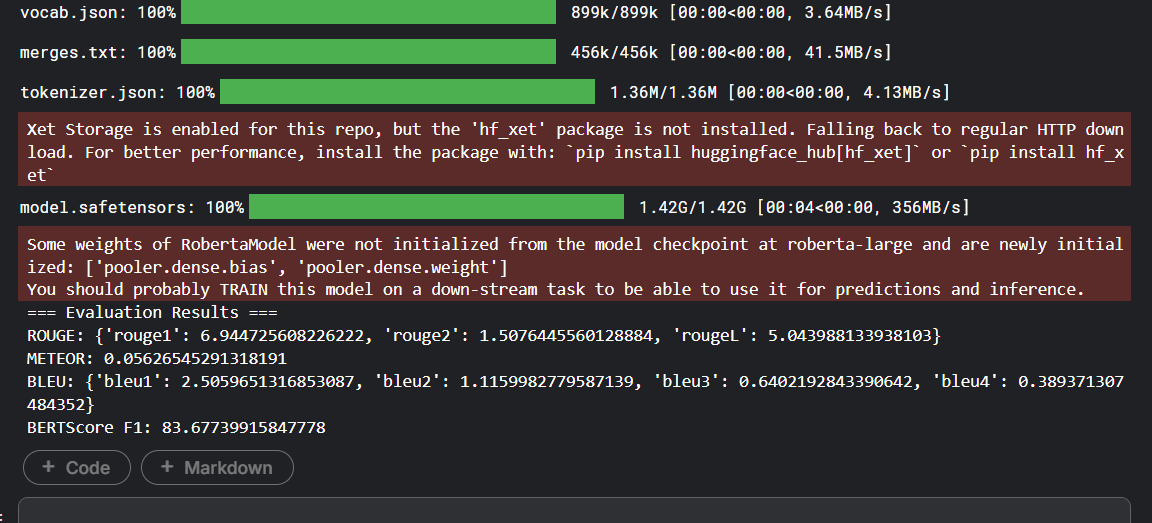 vocab.json: 100% 899k/899k [00:00<00:00, 3.64MB/s]
merges.txt: 100% 456k/456k [00:00<00:00, 41.5MB/s]
tokenizer.json: 100% 1.36M/1.36M [00:00<00:00, 4.13MB/s]
Xet Storage is enabled for this repo, but the 'hf_xet' package is not installed. Falling back to regular HTTP down
load. For better performance, install the package with: `pip install huggingface_hub[hf_xet]` or `pip install hf_x
et`
model.safetensors: 100% 1.42G/1.42G [00:04<00:00, 356MB/s]
Some weights of RobertaModel were not initialized from the model checkpoint at roberta-large and are newly initial
ized: ['pooler.dense.bias', 'pooler.dense.weight']
You should probably TRAIN this model on a down-stream task to be able to use it for predictions and inference.
=== Evaluation Results ===
ROUGE: {'rouge1': 6.944725608226222, 'rouge2': 1.5076445560128884, 'rougeL': 5.043988133938103}
METEOR: 0.05626545291318191
BLEU: {'bleu1': 2.5059651316853087, 'bleu2': 1.1159982779587139, 'bleu3': 0.6402192843390642, 'bleu4': 0.389371307
484352}
BERTScore F1: 83.67739915847778
+ Code + Markdown